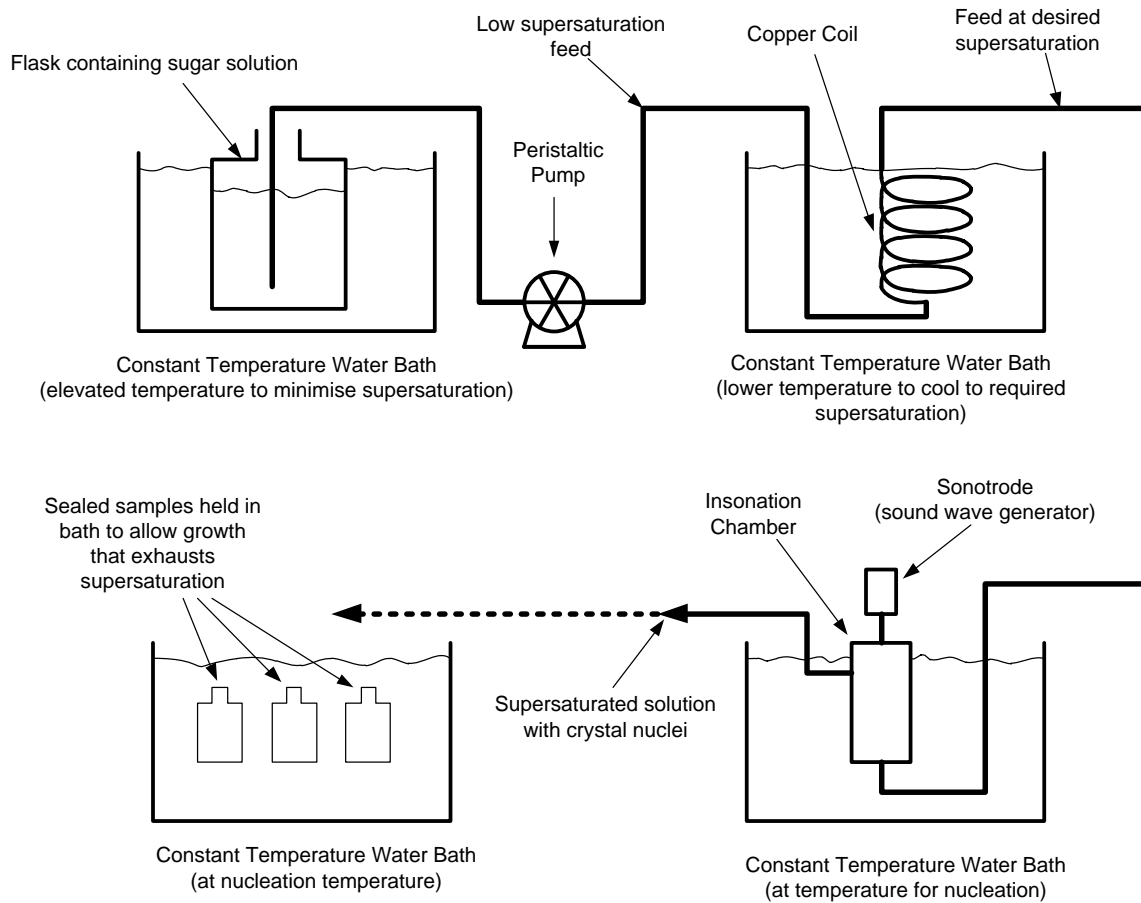 Flask containing sugar solution
Low supersaturation
feed
Copper Coil
Feed at desired
supersaturation
Peristaltic
Pump
Constant Temperature Water Bath
(elevated temperature to minimise supersaturation)
Constant Temperature Water Bath
(lower temperature to cool to required
supersaturation)
Sealed samples held in
bath to allow growth
that exhausts
supersaturation
Insonation
Chamber
Sonotrode
(sound wave generator)
Supersaturated solution
with crystal nuclei
Constant Temperature Water Bath
(at nucleation temperature)
Constant Temperature Water Bath
(at temperature for nucleation)